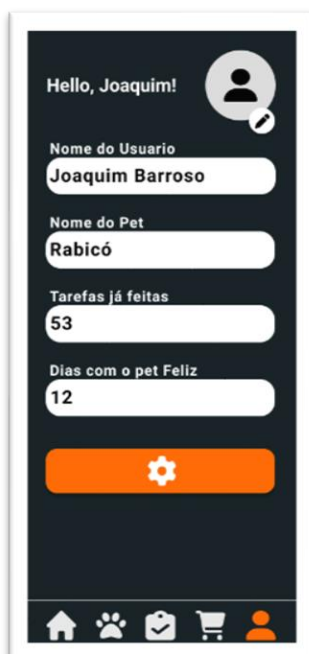 Hello, Joaquim!
Nome do Usuario
Joaquim Barroso
Nome do Pet
Rabicó
Tarefas já feitas
53
Dias com o pet Feliz
12